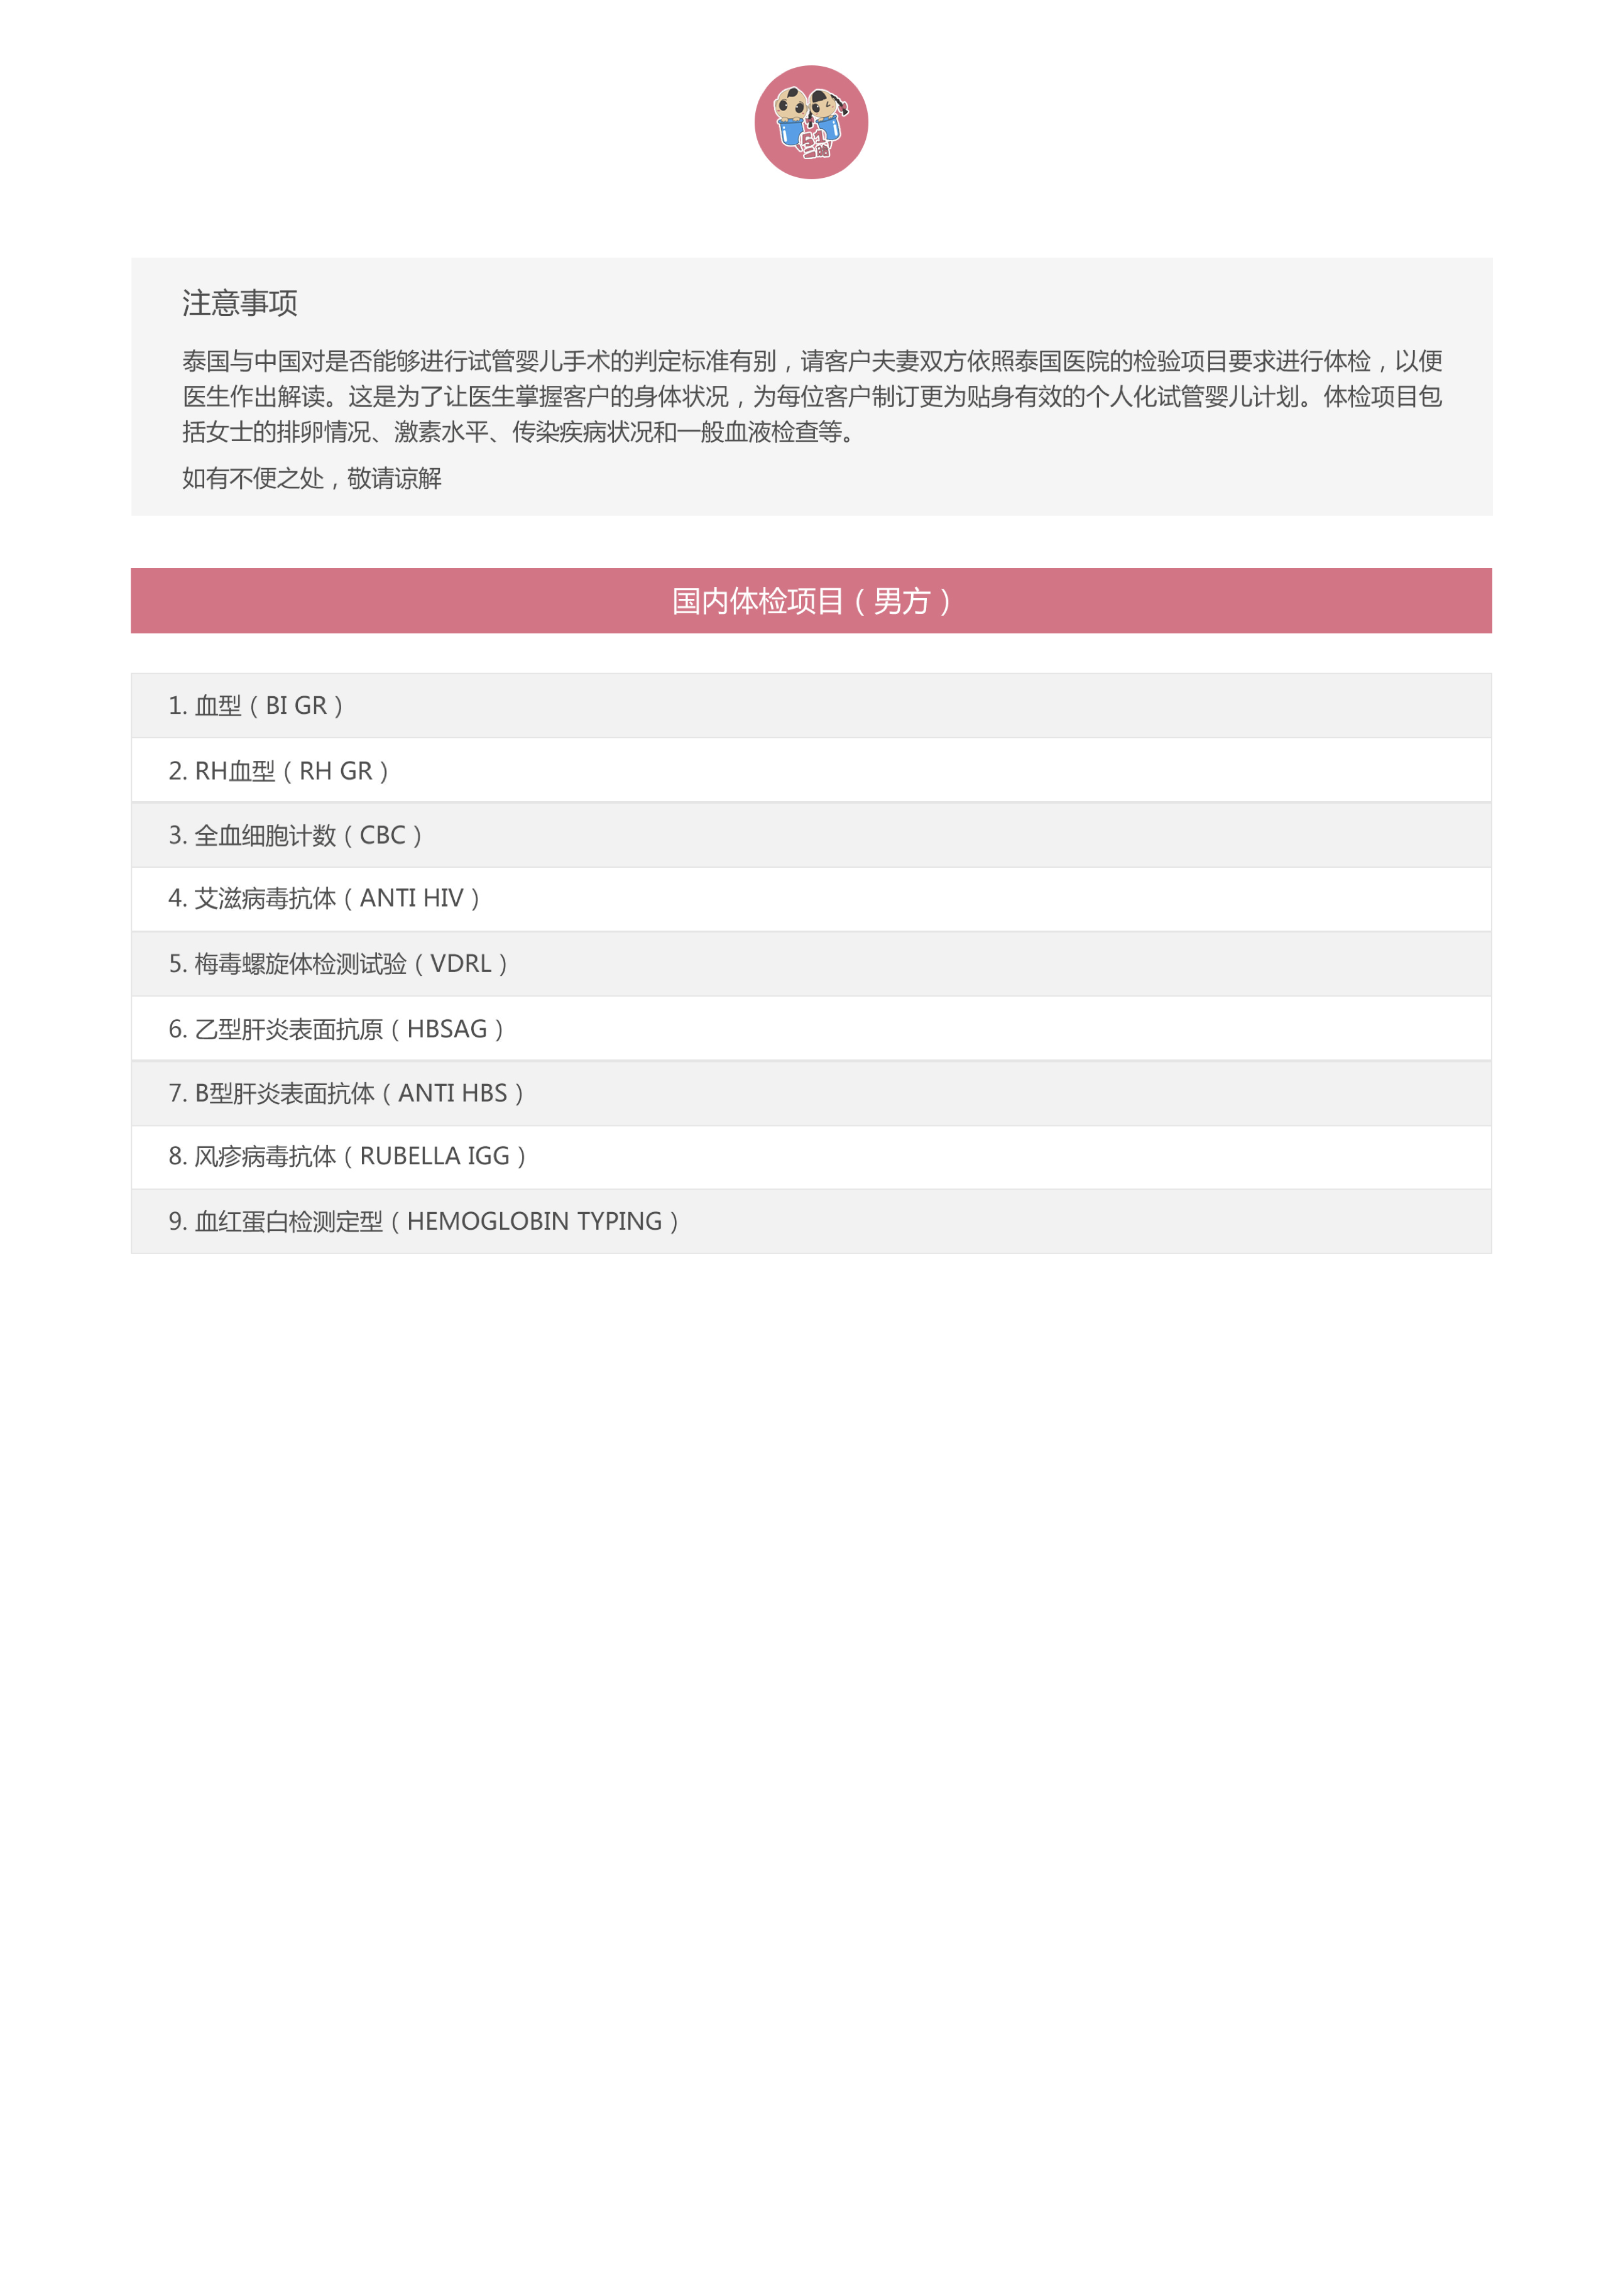 51
二胎
注意事项
泰国与中国对是否能够进行试管婴儿手术的判定标准有别，请客户夫妻双方依照泰国医院的检验项目要求进行体检，以便
医生作出解读。这是为了让医生掌握客户的身体状况，为每位客户制订更为贴身有效的个人化试管婴儿计划。体检项目包
括女士的排卵情况、激素水平、传染疾病状况和一般血液检查等。
如有不便之处，敬请谅解
国内体检项目（男方）
1. 血型（BI GR）
2. RH血型（RH GR）
3. 全血细胞计数（CBC）
4. 艾滋病毒抗体（ANTI HIV）
5. 梅毒螺旋体检测试验（VDRL）
6. 乙型肝炎表面抗原（HBSAG）
7. B型肝炎表面抗体（ANTI HBS）
8. 风疹病毒抗体（RUBELLA IGG）
9. 血红蛋白检测定型（HEMOGLOBIN TYPING）